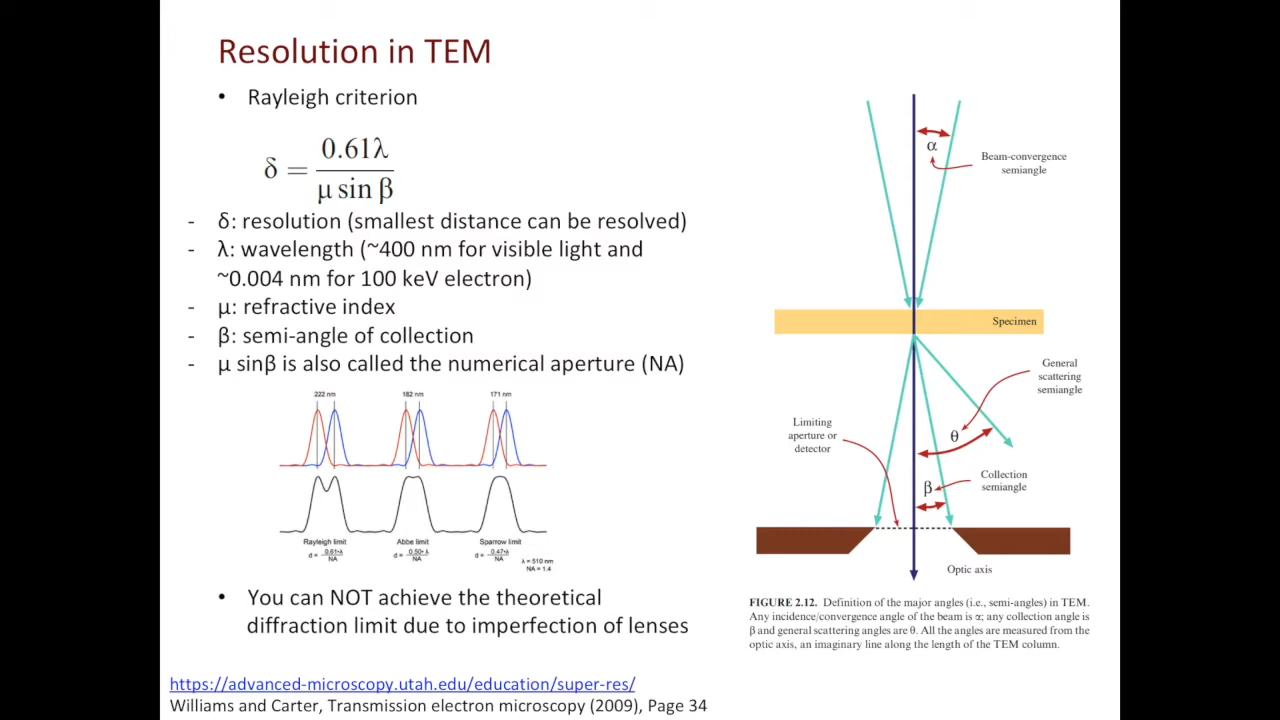 Resolution in TEM
• Rayleigh criterion
δ = 0.61λ / μ sin β
- δ: resolution (smallest distance can be resolved)
- λ: wavelength (~400 nm for visible light and
~0.004 nm for 100 keV electron)
- μ: refractive index
- β: semi-angle of collection
- μ sinβ is also called the numerical aperture (NA)
222 nm 182 nm 171 nm
Rayleigh limit Abbe limit Sparrow limit
d = 0.61•λ / NA d = 0.50•λ / NA d = 0.47•λ / NA
λ = 510 nm
NA = 1.4
• You can NOT achieve the theoretical
diffraction limit due to imperfection of lenses
https://advanced-microscopy.utah.edu/education/super-res/
Williams and Carter, Transmission electron microscopy (2009), Page 34
α
Beam-convergence
semiangle
Specimen
General
scattering
semiangle
Limiting
aperture or
detector
θ
Collection
semiangle
β
Optic axis
FIGURE 2.12. Definition of the major angles (i.e., semi-angles) in TEM.
Any incidence/convergence angle of the beam is α; any collection angle is
β and general scattering angles are θ. All the angles are measured from the
optic axis, an imaginary line along the length of the TEM column.